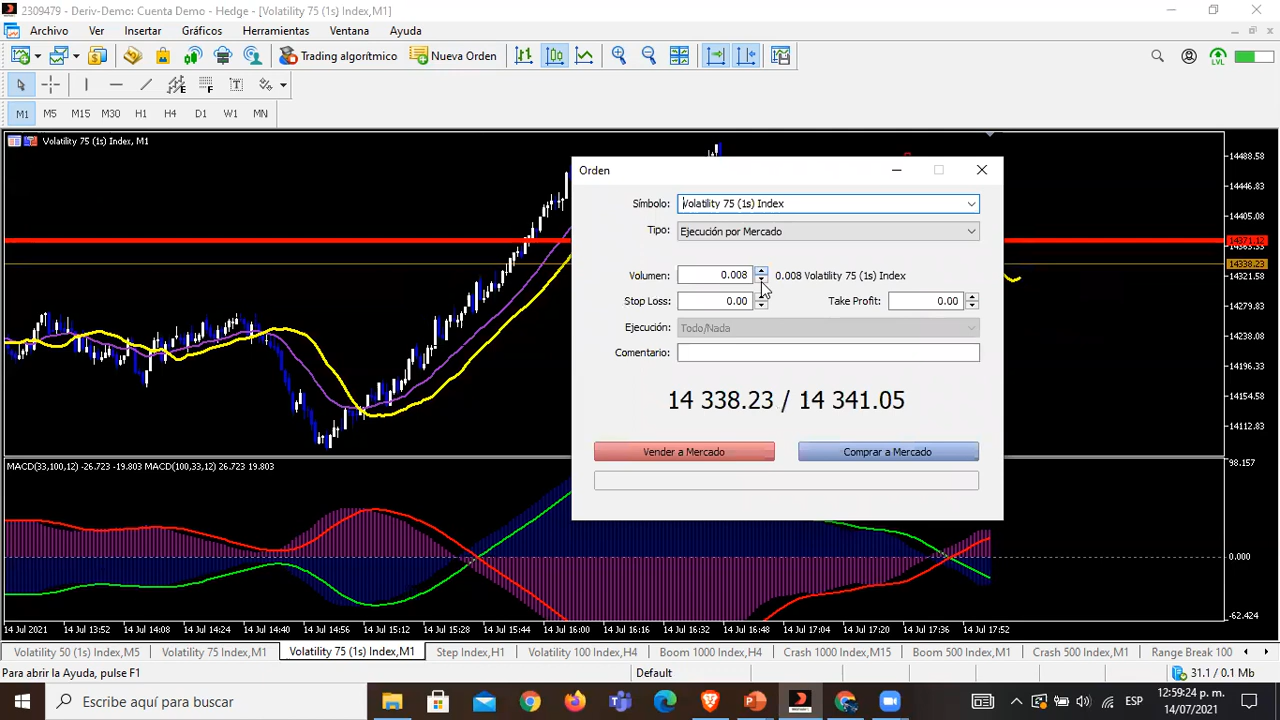 2309479 - Deriv-Demo: Cuenta Demo - Hedge - [Volatility 75 (1s) Index,M1]
Archivo Ver Insertar Gráficos Herramientas Ventana Ayuda
Trading algorítmico Nueva Orden LVL
M1 M5 M15 M30 H1 H4 D1 W1 MN
Volatility 75 (1s) Index, M1
Orden
Símbolo: Volatility 75 (1s) Index
Tipo: Ejecución por Mercado
Volumen: 0.008 0.008 Volatility 75 (1s) Index
Stop Loss: 0.00 Take Profit: 0.00
Ejecución: Todo/Nada
Comentario:
14 338.23 / 14 341.05
Vender a Mercado Comprar a Mercado
14488.58
14446.83
14405.08
14371.12
14363.33
14338.23
14321.58
14279.83
14238.08
14196.33
14154.58
14112.83
MACD(33,100,12) -26.723 -19.803 MACD(100,33,12) 26.723 19.803
98.157
0.000
-62.424
14 Jul 2021 14 Jul 13:52 14 Jul 14:08 14 Jul 14:24 14 Jul 14:40 14 Jul 14:56 14 Jul 15:12 14 Jul 15:28 14 Jul 15:44 14 Jul 16:00 14 Jul 16:16 14 Jul 16:32 14 Jul 16:48 14 Jul 17:04 14 Jul 17:20 14 Jul 17:36 14 Jul 17:52
Volatility 50 (1s) Index,M5 Volatility 75 Index,M1 Volatility 75 (1s) Index,M1 Step Index,H1 Volatility 100 Index,H4 Boom 1000 Index,H4 Crash 1000 Index,M15 Boom 500 Index,M1 Crash 500 Index,M1 Range Break 100
Para abrir la Ayuda, pulse F1 Default 31.1 / 0.1 Mb
Escribe aquí para buscar ESP 12:59:24 p. m.
14/07/2021